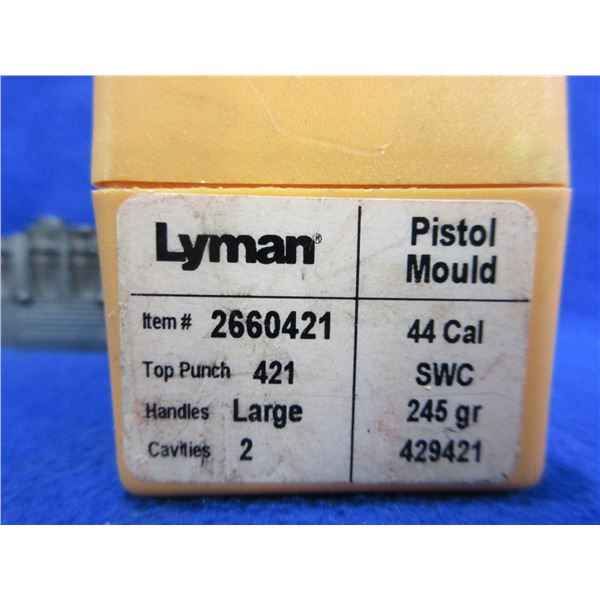 Lyman®
Pistol
Mould
Item # 2660421
44 Cal
Top Punch 421
SWC
Handles Large
245 gr
Cavities 2
429421